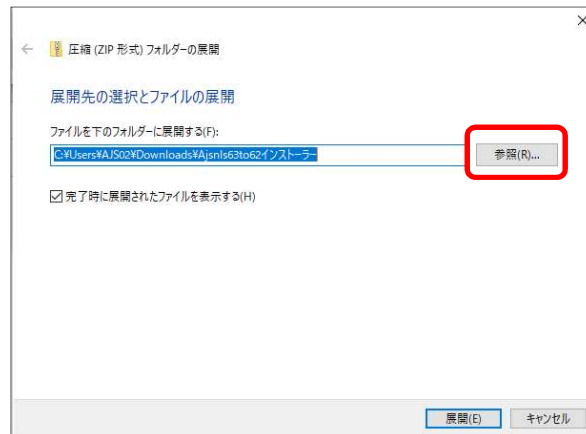 圧縮 (ZIP 形式) フォルダーの展開
展開先の選択とファイルの展開
ファイルを下のフォルダーに展開する(F):
C:¥Users¥AJS02¥Downloads¥Ajsnls63to62インストーラー
参照(R)...
完了時に展開されたファイルを表示する(H)
展開(E)
キャンセル